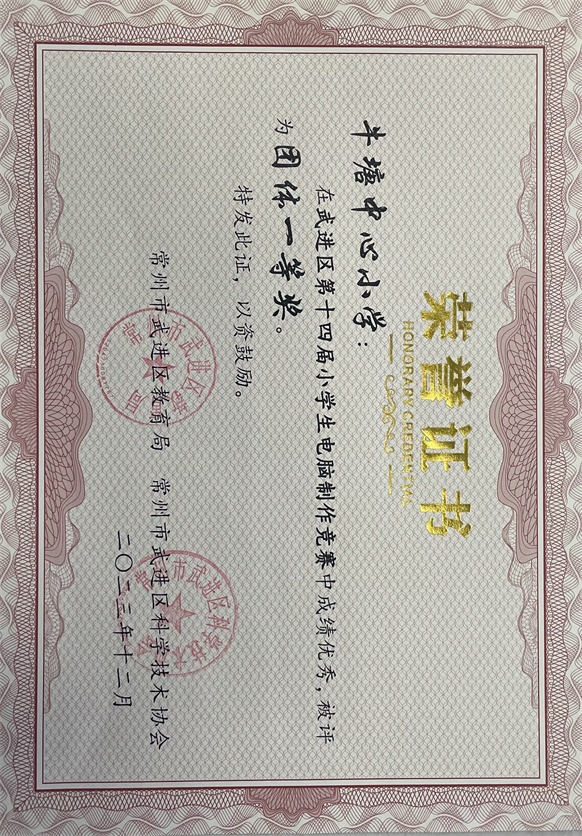 荣誉证书
HONORARY CREDENTIAL
牛塘中心小学：
在武进区第十四届小学生电脑制作竞赛中成绩优秀，被评
为团体一等奖。
特发此证，以资鼓励。
常州市武进区教育局 常州市武进区科学技术协会
二〇二三年十二月